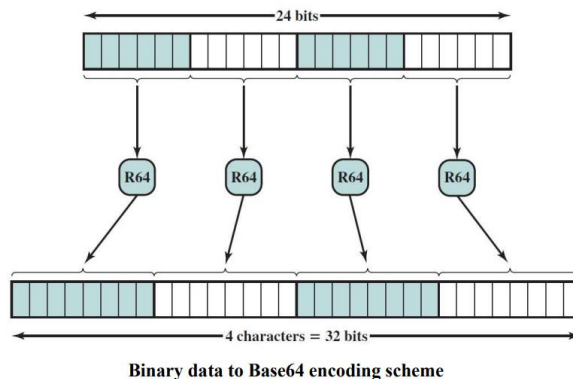 24 bits
R64 R64 R64 R64
4 characters = 32 bits
Binary data to Base64 encoding scheme